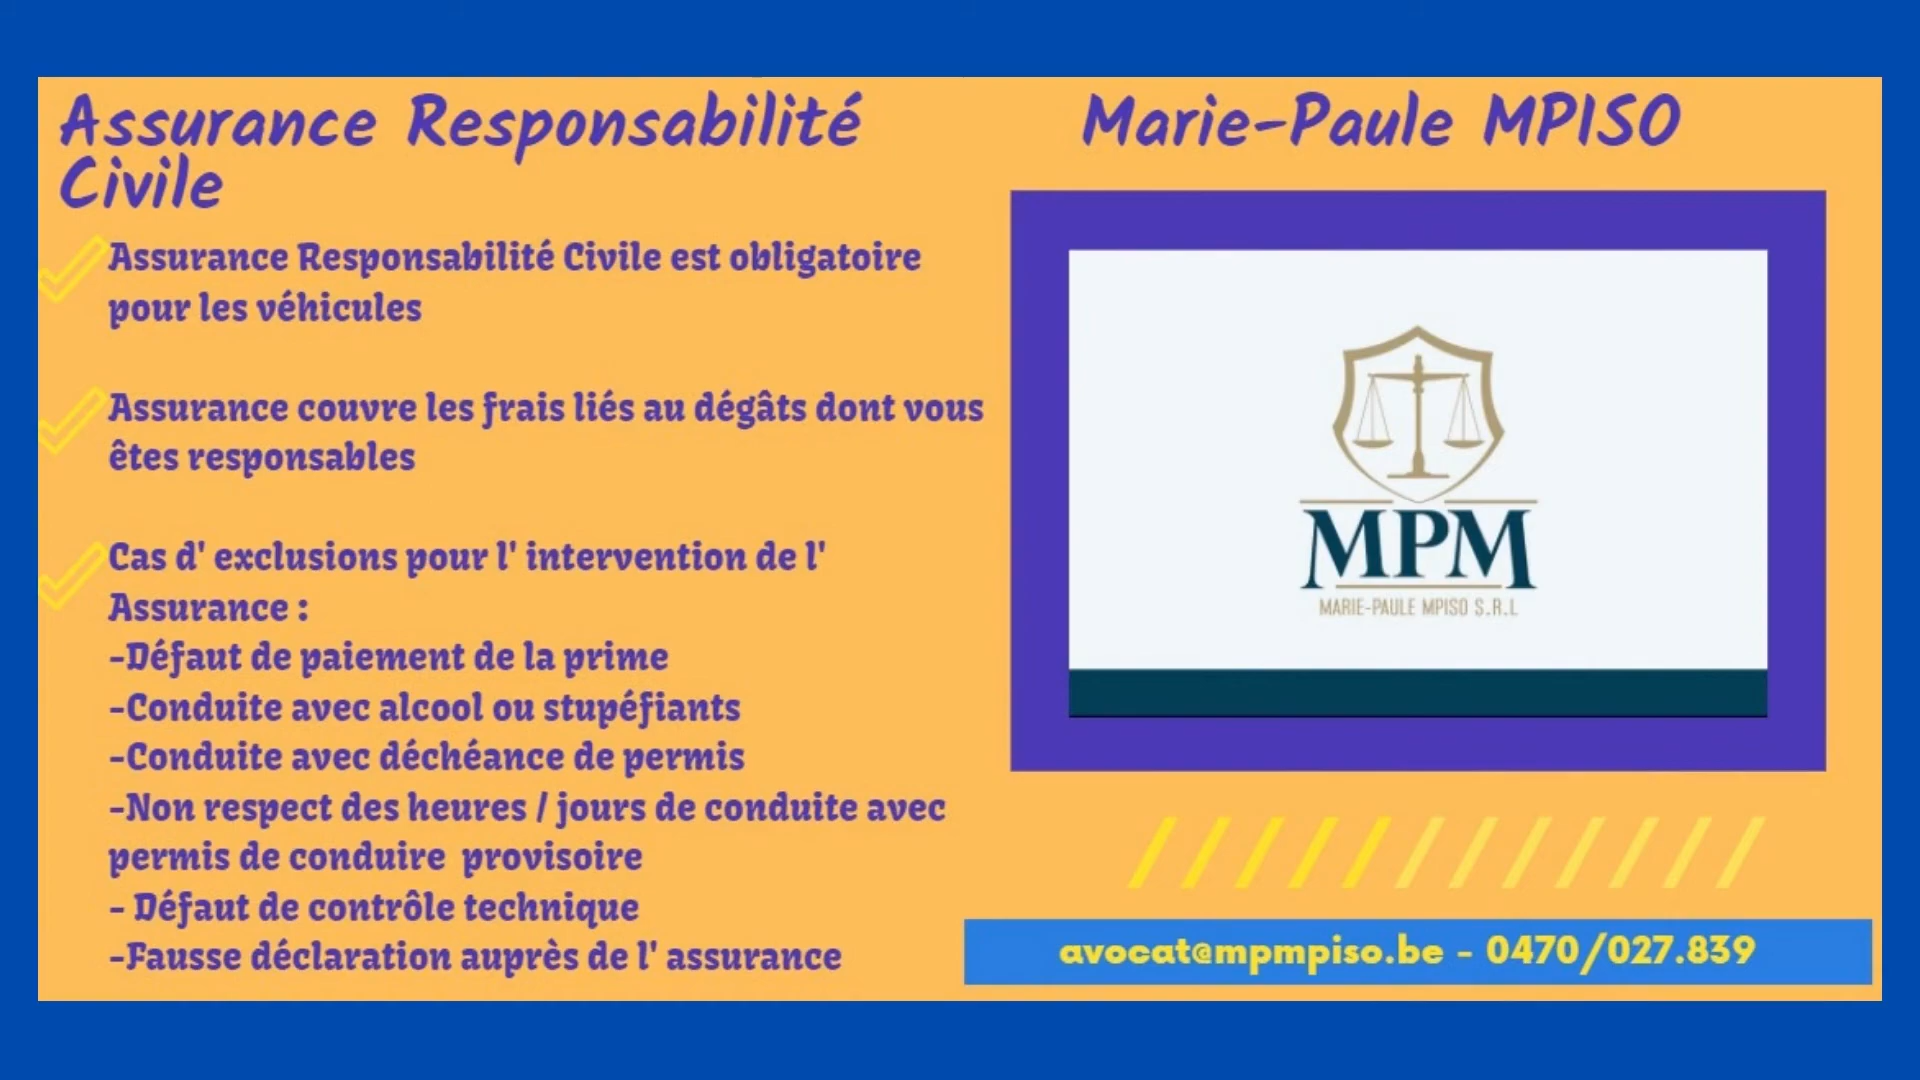 Assurance Responsabilité
Civile
Assurance Responsabilité Civile est obligatoire
pour les véhicules
Assurance couvre les frais liés au dégâts dont vous
êtes responsables
Cas d' exclusions pour l' intervention de l'
Assurance :
-Défaut de paiement de la prime
-Conduite avec alcool ou stupéfiants
-Conduite avec déchéance de permis
-Non respect des heures / jours de conduite avec
permis de conduire  provisoire
- Défaut de contrôle technique
-Fausse déclaration auprès de l' assurance
Marie-Paule MPISO
MPM
MARIE-PAULE MPISO S.R.L
avocat@mpmpiso.be - 0470/027.839